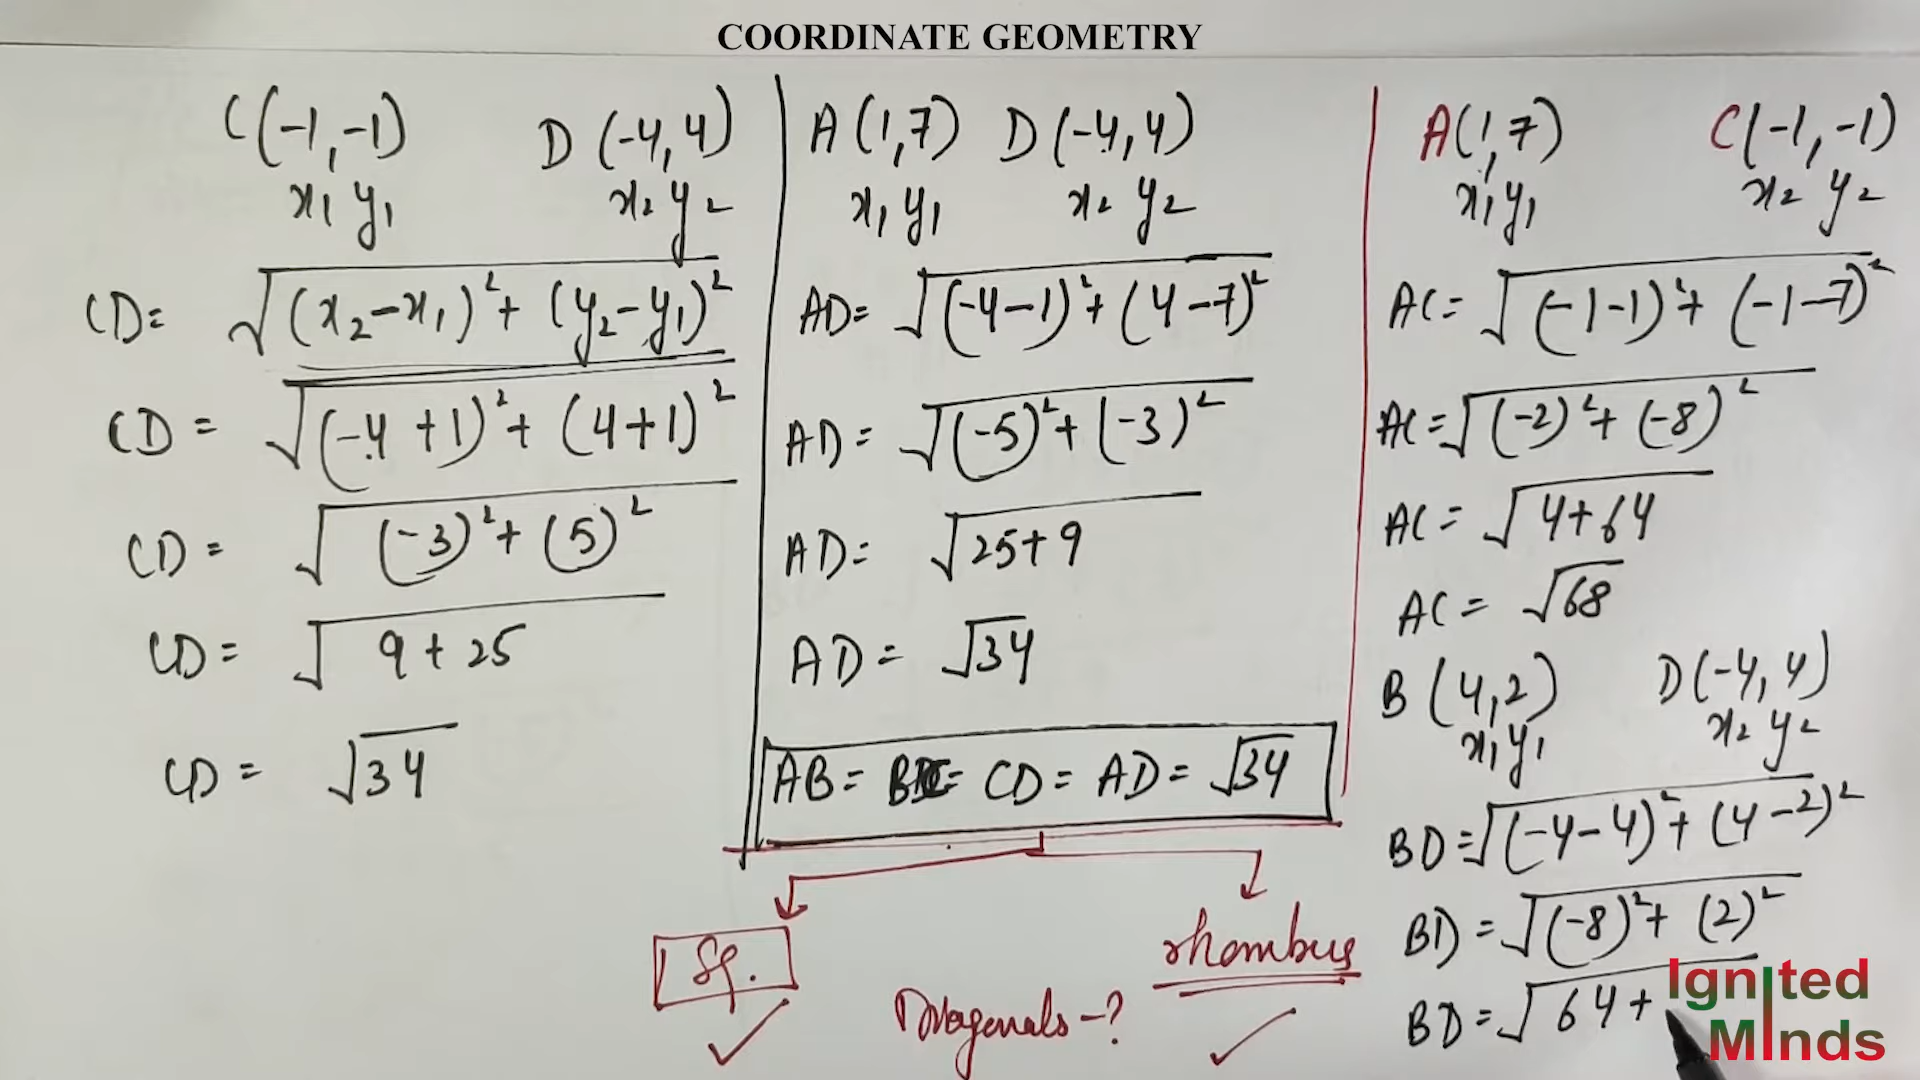 COORDINATE GEOMETRY
C(-1,-1) D(-4,4)
x₁ y₁ x₂ y₂
CD= √(x₂-x₁)²+(y₂-y₁)²
CD = √(-4+1)²+(4+1)²
CD= √(-3)²+(5)²
CD= √9+25
CD= √34
A(1,7) D(-4,4)
x₁ y₁ x₂ y₂
AD= √(-4-1)²+(4-7)²
AD= √(-5)²+(-3)²
AD= √25+9
AD= √34
AB= BC= CD= AD= √34
Sq. rhombus
Diagonals-?
A(1,7) C(-1,-1)
x₁ y₁ x₂ y₂
AC= √(-1-1)²+(-1-7)²
AC=√(-2)²+(-8)²
AC= √4+64
AC= √68
B(4,2) D(-4,4)
x₁ y₁ x₂ y₂
BD=√(-4-4)²+(4-2)²
BD=√(-8)²+(2)²
BD=√64+
Ignited
Minds